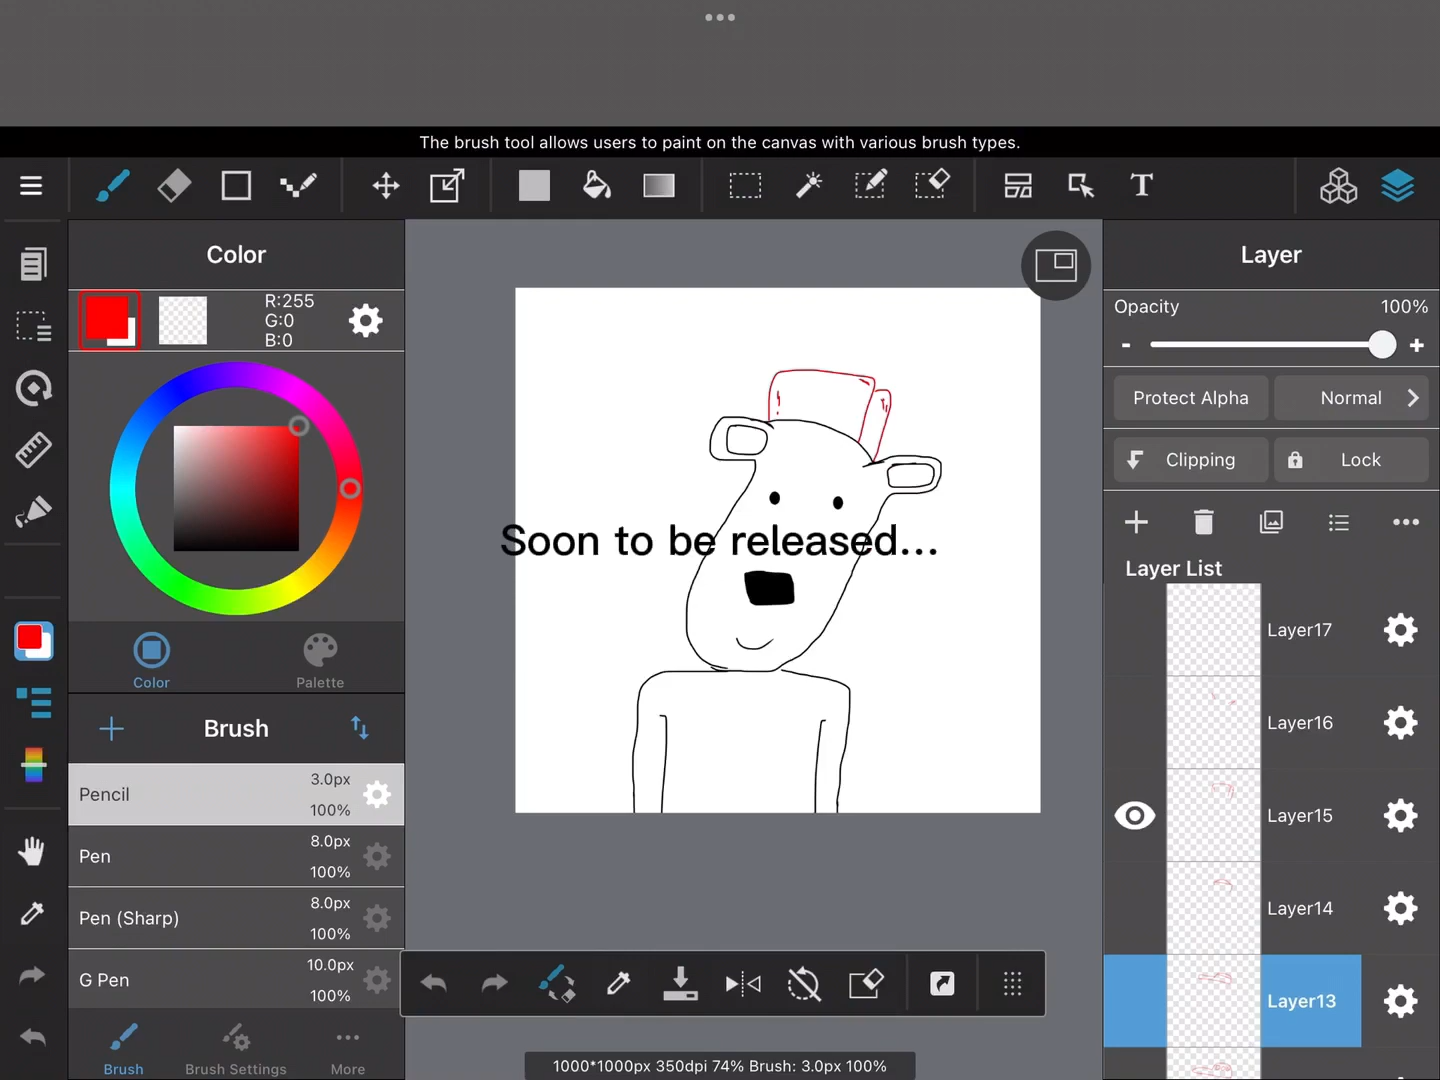 The brush tool allows users to paint on the canvas with various brush types.
T
Color
Layer
R:255
G:0
B:0
Opacity 100%
- +
Protect Alpha Normal
Clipping Lock
Layer List
Soon to be released...
Layer17
Layer16
Layer15
Layer14
Layer13
Color Palette
Brush
Pencil 3.0px
100%
Pen 8.0px
100%
Pen (Sharp) 8.0px
100%
G Pen 10.0px
100%
Brush Brush Settings More
1000*1000px 350dpi 74% Brush: 3.0px 100%